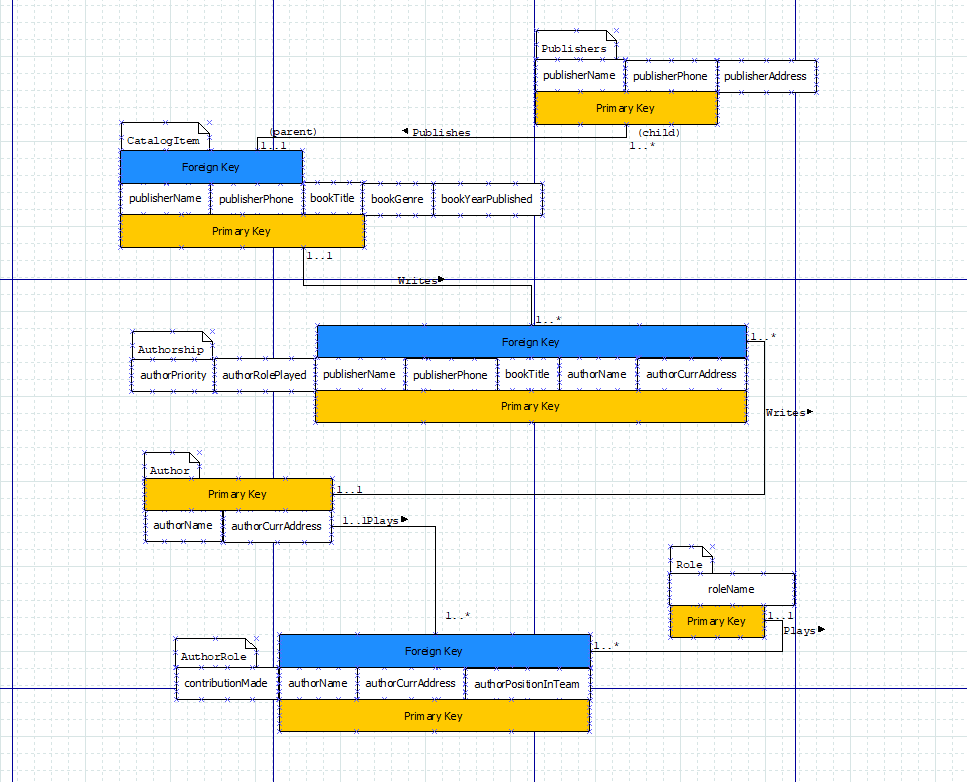 Publishers
publisherName publisherPhone publisherAddress
Primary Key
(parent) Publishes (child)
1..1 1..*
CatalogItem
Foreign Key
publisherName publisherPhone bookTitle bookGenre bookYearPublished
Primary Key
1..1
Writes
1..*
Foreign Key
1..*
Authorship
authorPriority authorRolePlayed publisherName publisherPhone bookTitle authorName authorCurrAddress
Primary Key
Writes
Author
Primary Key
1..1
authorName authorCurrAddress
1..1Plays
Role
roleName
Primary Key
1..1
Plays
1..*
AuthorRole
Foreign Key
1..*
contributionMade authorName authorCurrAddress authorPositionInTeam
Primary Key